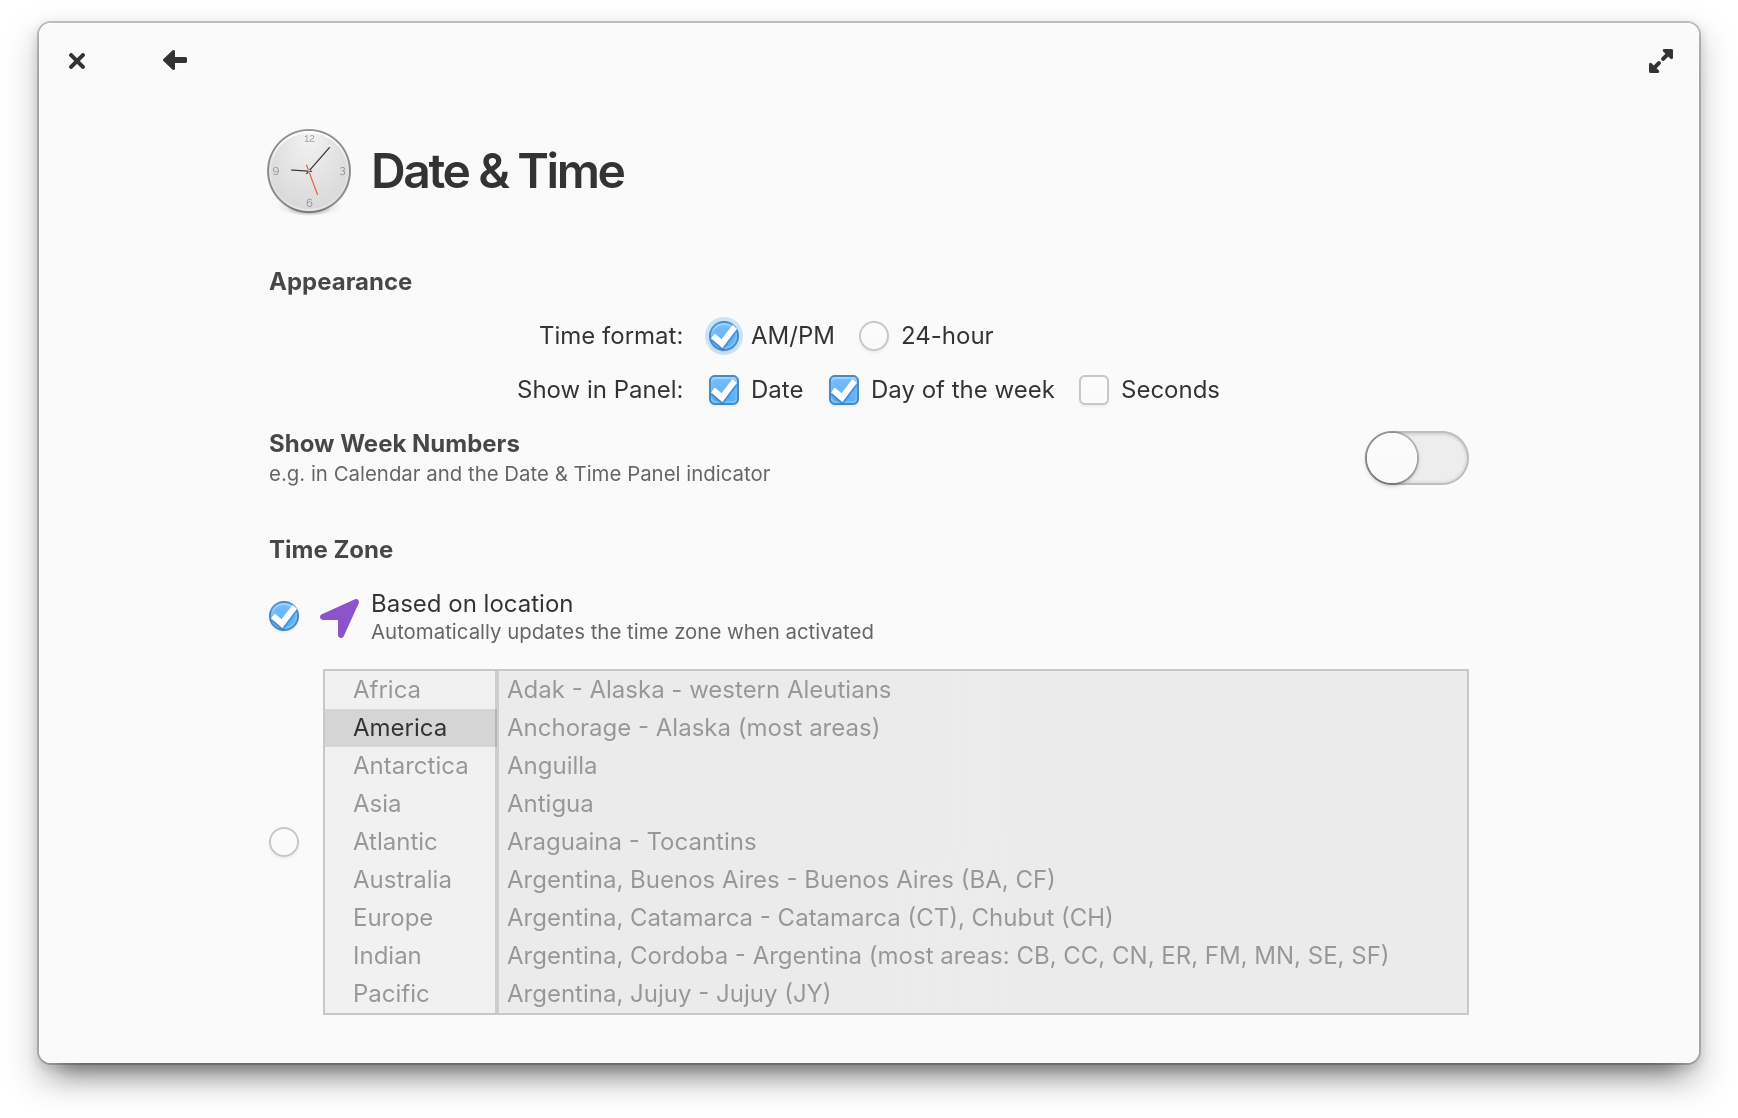 12
9
3
6
Date & Time
Appearance
Time format: AM/PM 24-hour
Show in Panel: Date Day of the week Seconds
Show Week Numbers
e.g. in Calendar and the Date & Time Panel indicator
Time Zone
Based on location
Automatically updates the time zone when activated
Africa
America
Antarctica
Asia
Atlantic
Australia
Europe
Indian
Pacific
Adak - Alaska - western Aleutians
Anchorage - Alaska (most areas)
Anguilla
Antigua
Araguaina - Tocantins
Argentina, Buenos Aires - Buenos Aires (BA, CF)
Argentina, Catamarca - Catamarca (CT), Chubut (CH)
Argentina, Cordoba - Argentina (most areas: CB, CC, CN, ER, FM, MN, SE, SF)
Argentina, Jujuy - Jujuy (JY)